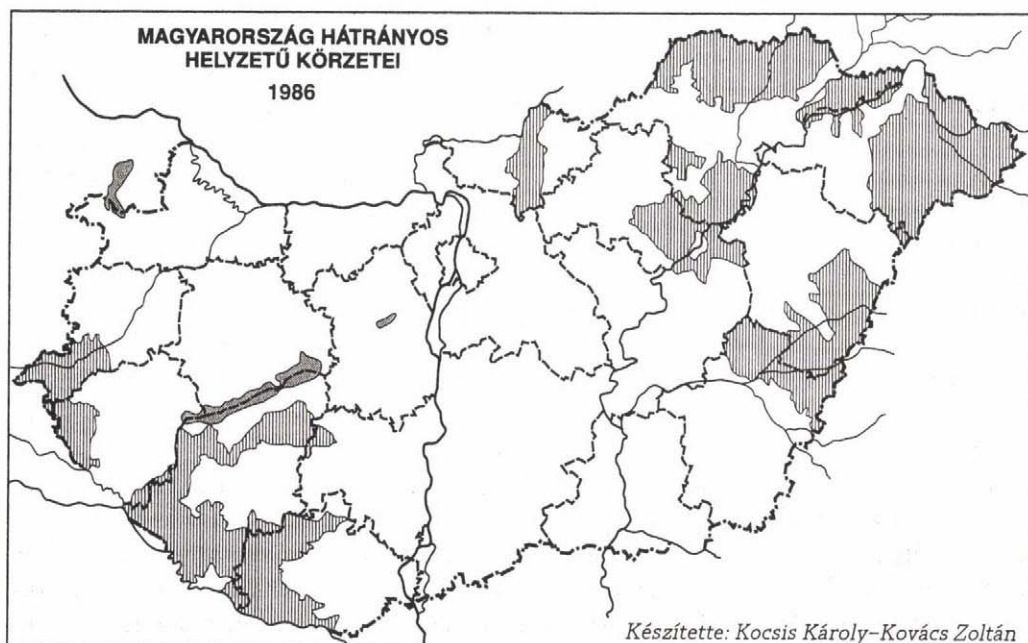 MAGYARORSZÁG HÁTRÁNYOS
HELYZETŰ KÖRZETEI
1986
Készítette: Kocsis Károly–Kovács Zoltán